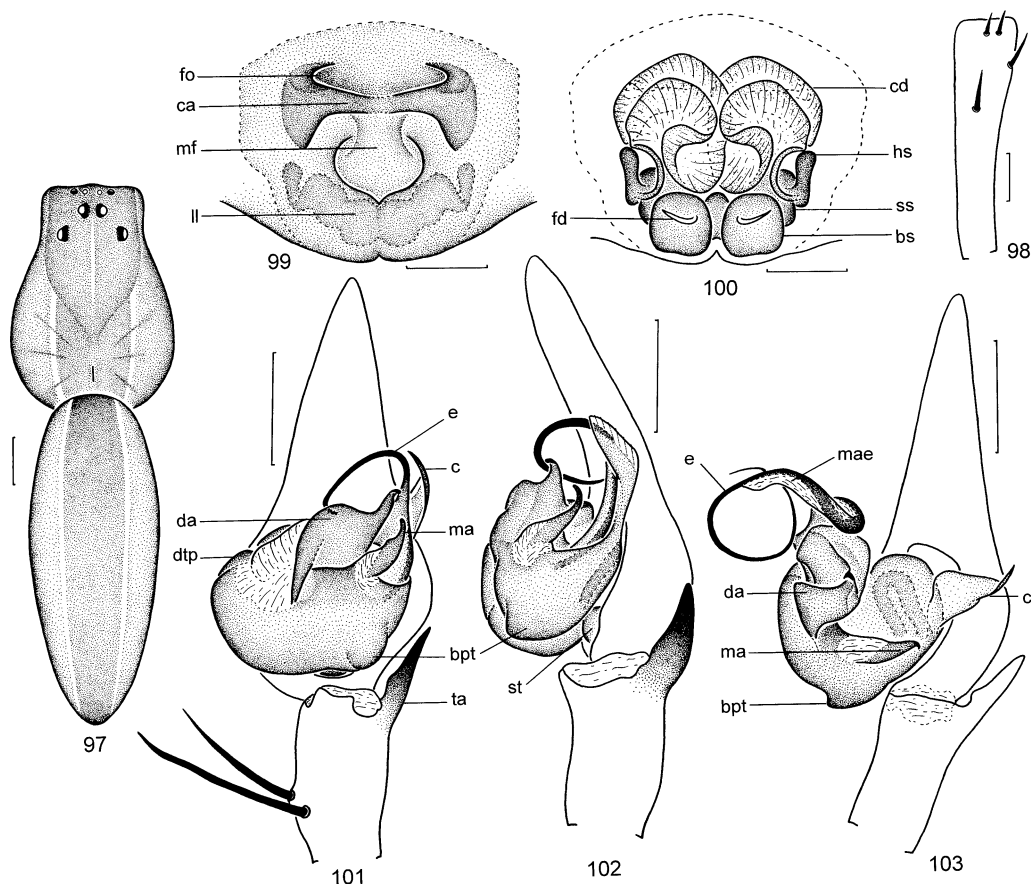 fo
ca
mf
ll
99
cd
hs
ss
fd
bs
100
98
97
e
c
da
ma
dtp
bpt
ta
101
st
102
e
mae
da
c
ma
bpt
103